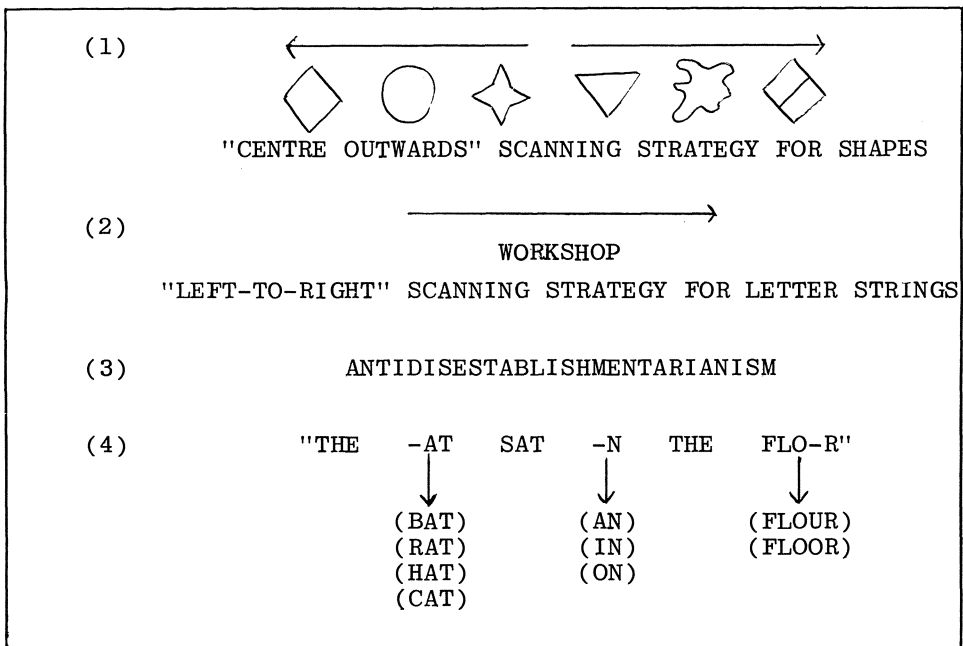 (1)
"CENTRE OUTWARDS" SCANNING STRATEGY FOR SHAPES
(2)
WORKSHOP
"LEFT-TO-RIGHT" SCANNING STRATEGY FOR LETTER STRINGS
(3) ANTIDISESTABLISHMENTARIANISM
(4) "THE -AT SAT -N THE FLO-R"
(BAT) (AN) (FLOUR)
(RAT) (IN) (FLOOR)
(HAT) (ON)
(CAT)